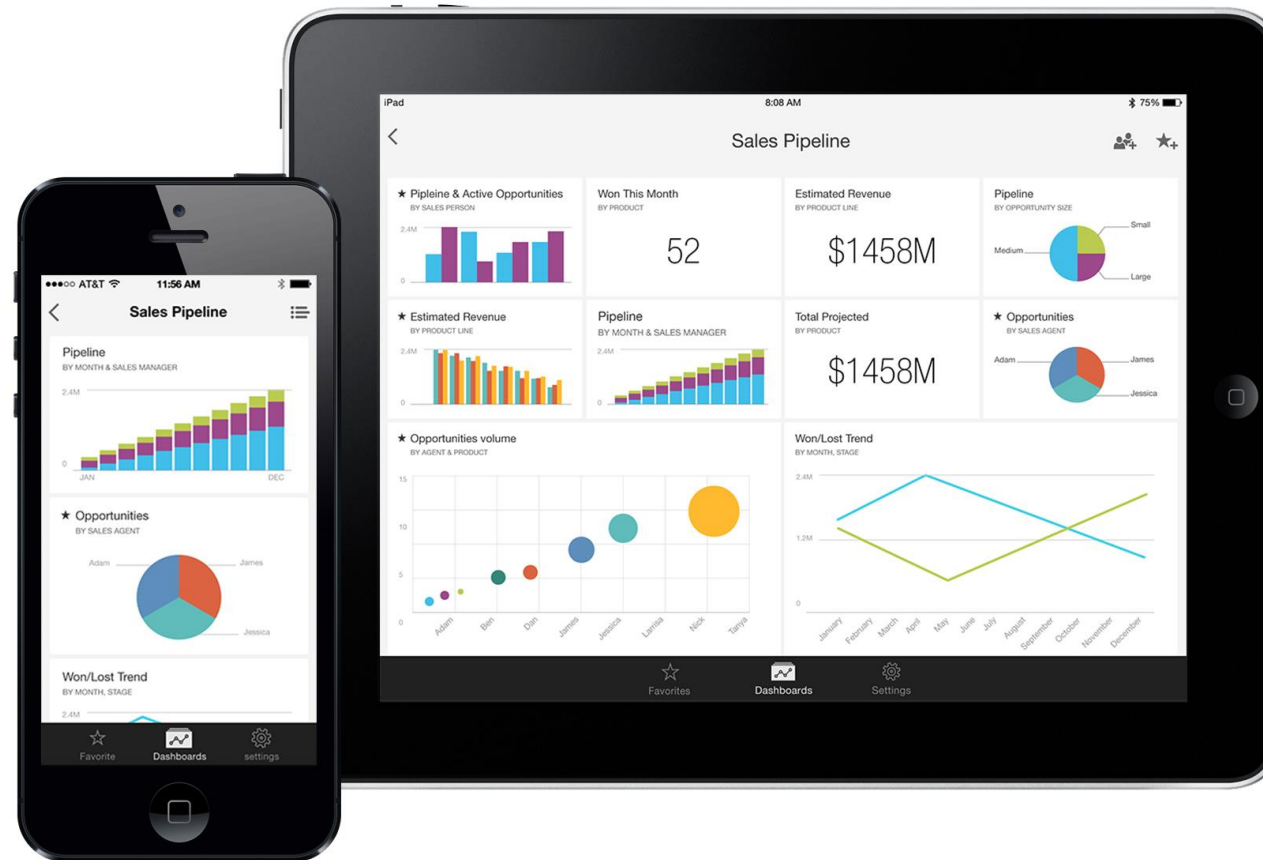 ●●●○○ AT&T 11:56 AM
Sales Pipeline
Pipeline
BY MONTH & SALES MANAGER
2.4M
0
JAN DEC
★ Opportunities
BY SALES AGENT
Adam James
Jessica
Won/Lost Trend
BY MONTH, STAGE
2.4M
Favorite Dashboards settings
iPad 8:08 AM 75%
Sales Pipeline
★ Pipleine & Active Opportunities
BY SALES PERSON
2.4M
0
Won This Month
BY PRODUCT
52
Estimated Revenue
BY PRODUCT LINE
$1458M
Pipeline
BY OPPORTUNITY SIZE
Small
Medium
Large
★ Estimated Revenue
BY PRODUCT LINE
2.4M
0
Pipeline
BY MONTH & SALES MANAGER
2.4M
0
Total Projected
BY PRODUCT
$1458M
★ Opportunities
BY SALES AGENT
Adam James
Jessica
★ Opportunities volume
BY AGENT & PRODUCT
15
10
5
0
Adam Ben Dan James Jessica Larrisa Nick Tanya
Won/Lost Trend
BY MONTH, STAGE
2.4M
1.2M
0
January February March April May June July August September October November December
Favorites Dashboards Settings